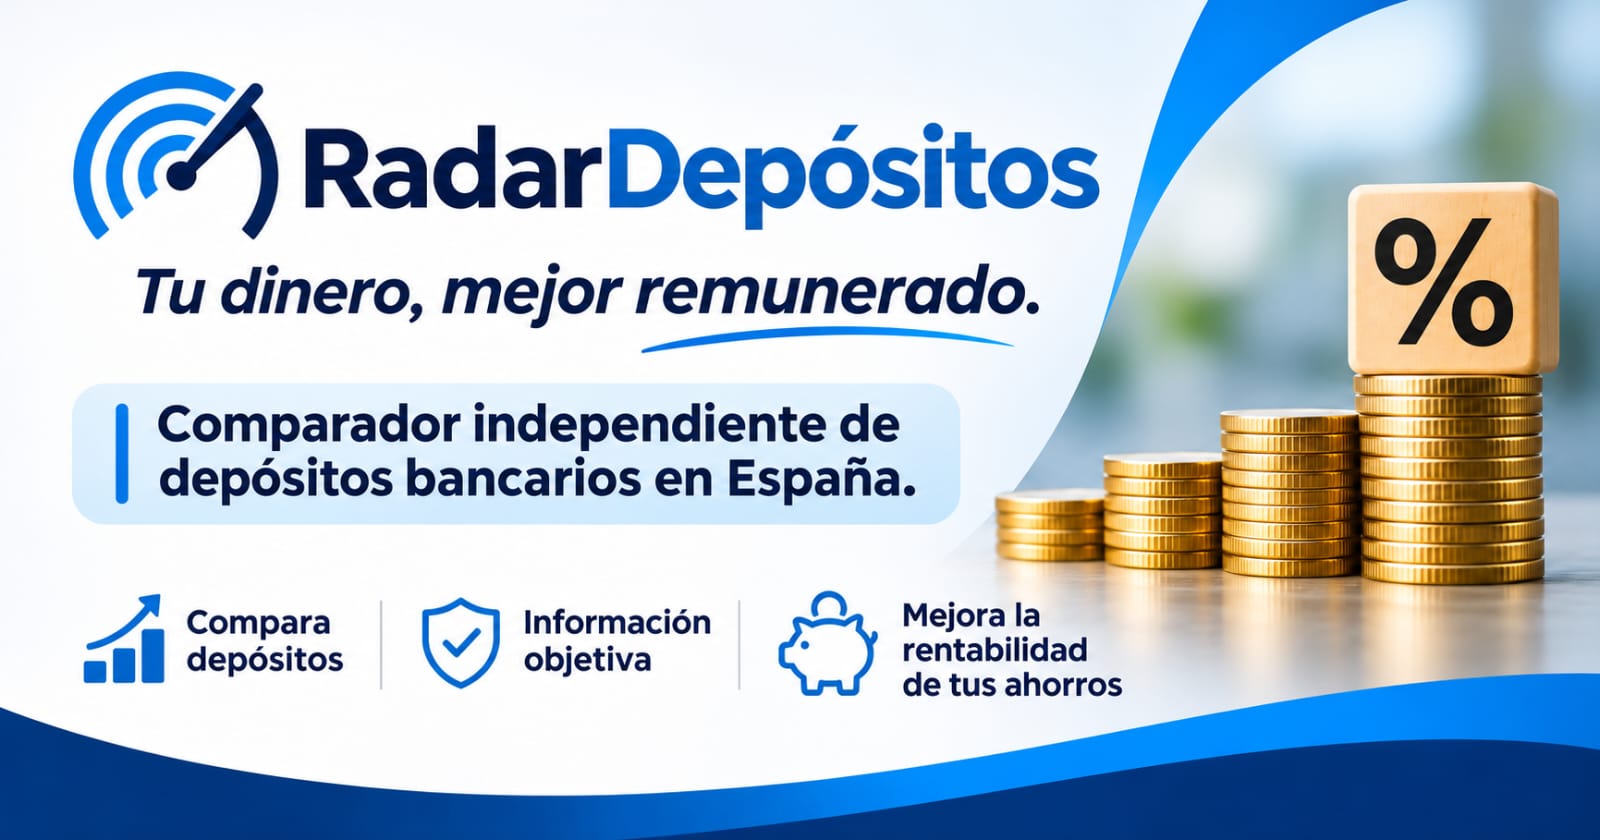 RadarDepósitos
Tu dinero, mejor remunerado.
Comparador independiente de
depósitos bancarios en España.
Compara
depósitos
Información
objetiva
Mejora la
rentabilidad
de tus ahorros
%